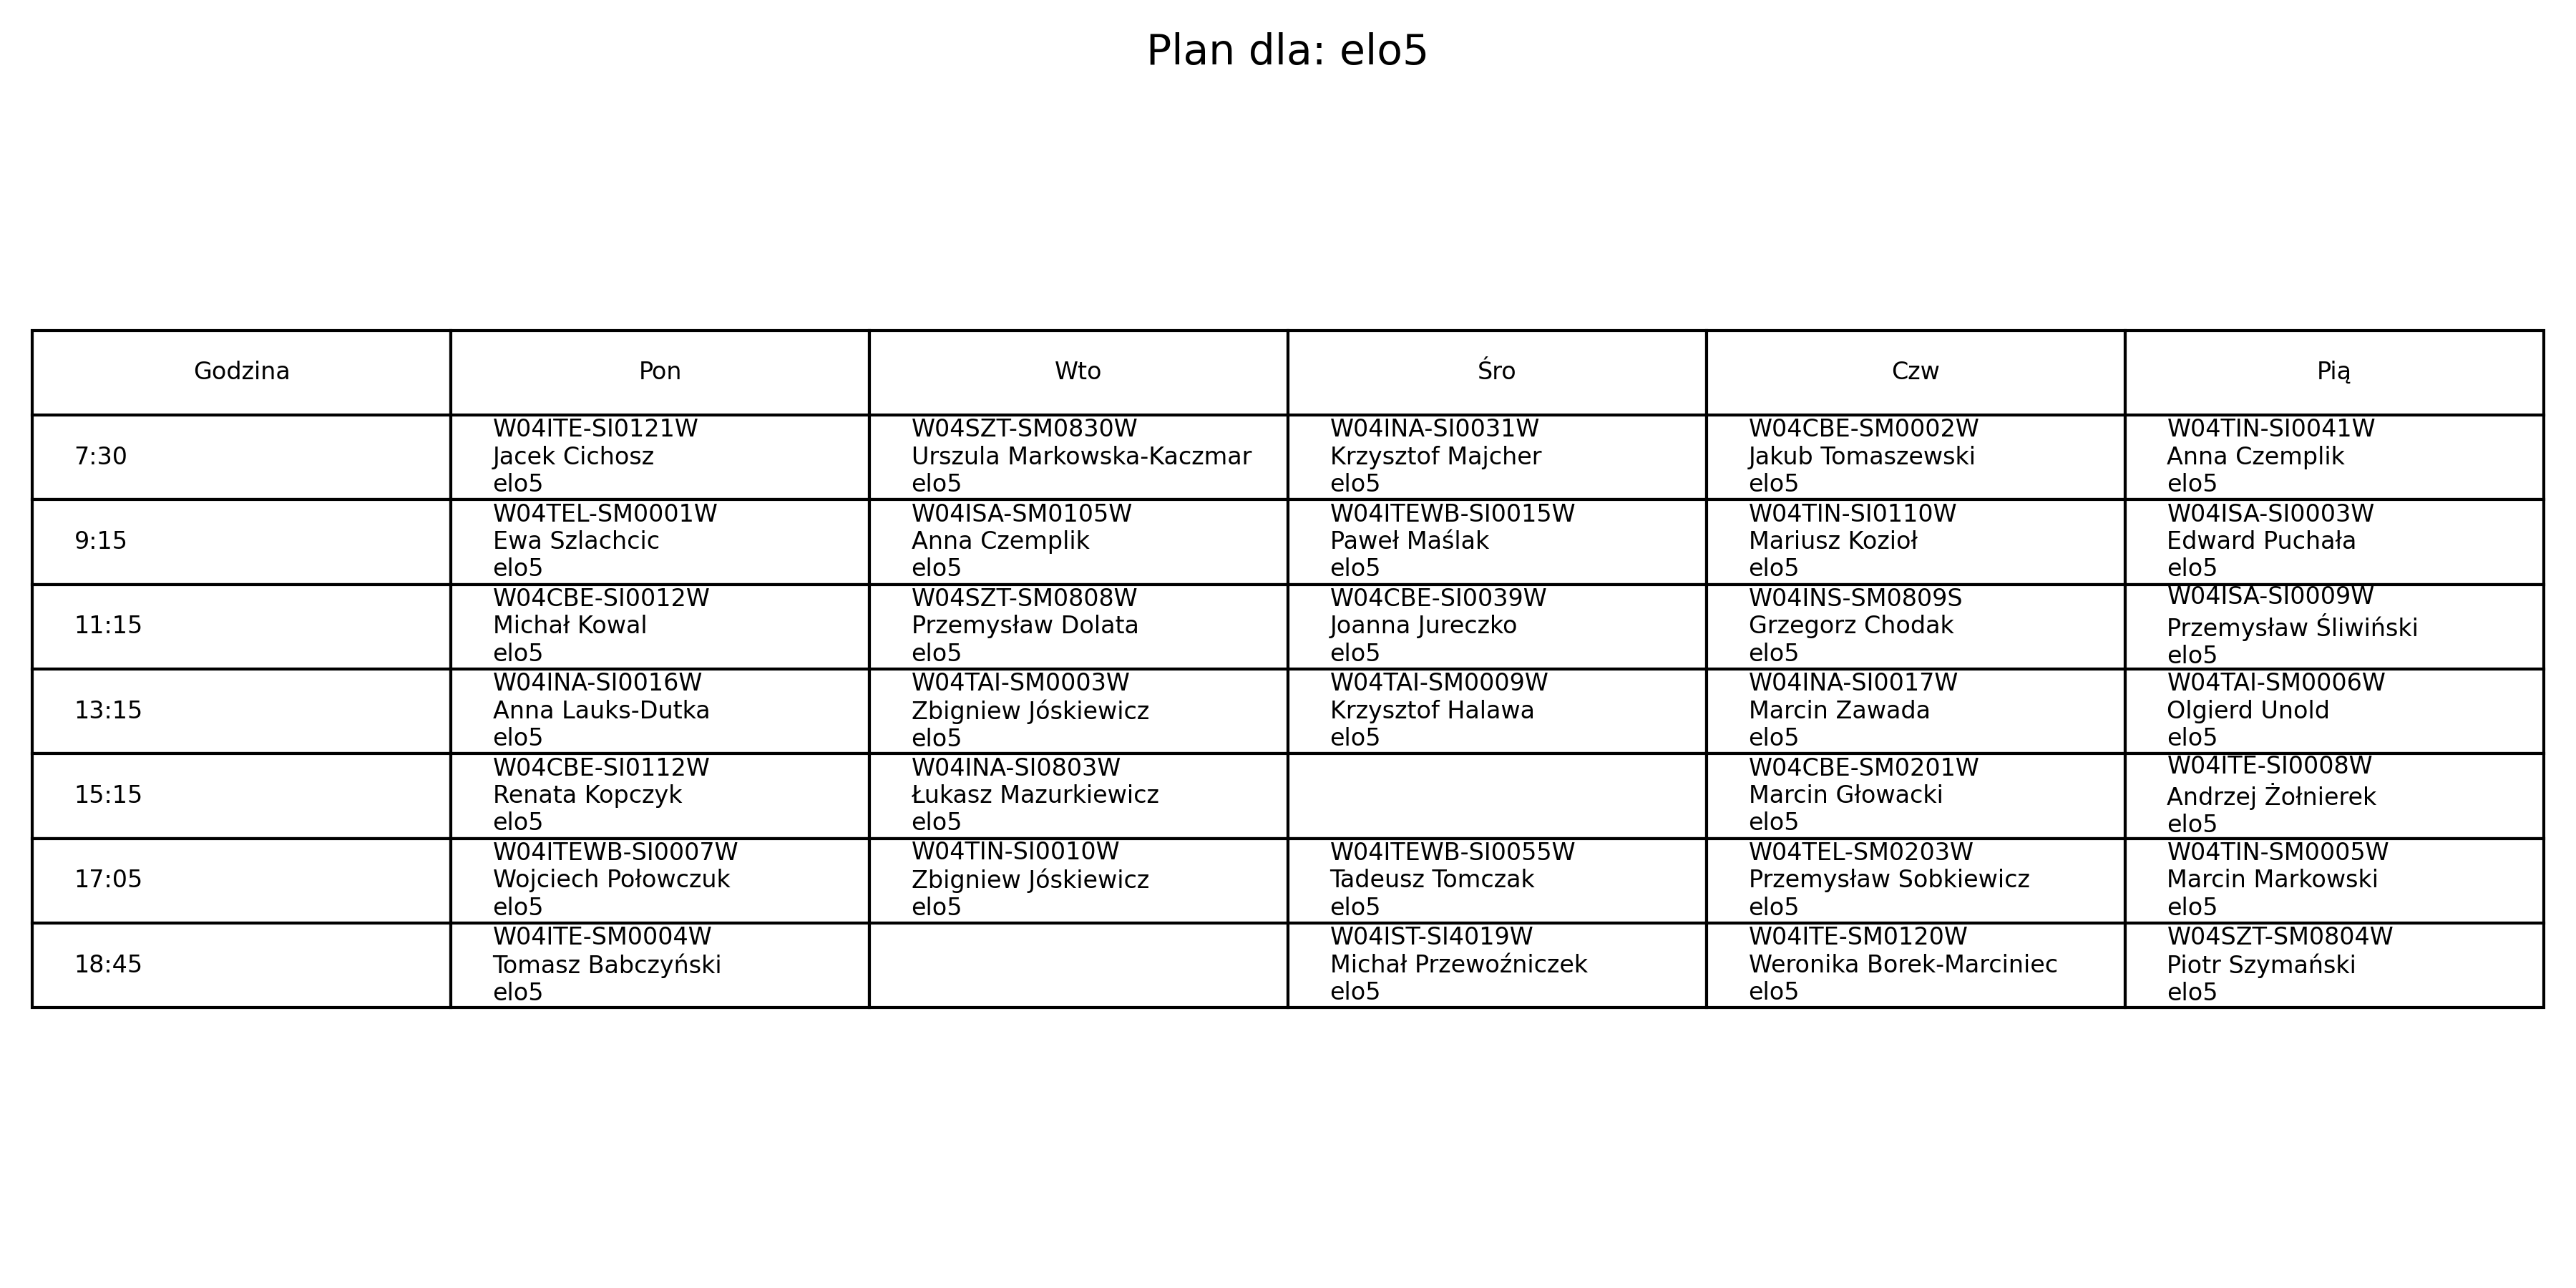 Plan dla: elo5
Godzina Pon Wto Śro Czw Pią
7:30
W04ITE-SI0121W
Jacek Cichosz
elo5
W04SZT-SM0830W
Urszula Markowska-Kaczmar
elo5
W04INA-SI0031W
Krzysztof Majcher
elo5
W04CBE-SM0002W
Jakub Tomaszewski
elo5
W04TIN-SI0041W
Anna Czemplik
elo5
9:15
W04TEL-SM0001W
Ewa Szlachcic
elo5
W04ISA-SM0105W
Anna Czemplik
elo5
W04ITEWB-SI0015W
Paweł Maślak
elo5
W04TIN-SI0110W
Mariusz Kozioł
elo5
W04ISA-SI0003W
Edward Puchała
elo5
11:15
W04CBE-SI0012W
Michał Kowal
elo5
W04SZT-SM0808W
Przemysław Dolata
elo5
W04CBE-SI0039W
Joanna Jureczko
elo5
W04INS-SM0809S
Grzegorz Chodak
elo5
W04ISA-SI0009W
Przemysław Śliwiński
elo5
13:15
W04INA-SI0016W
Anna Lauks-Dutka
elo5
W04TAI-SM0003W
Zbigniew Jóskiewicz
elo5
W04TAI-SM0009W
Krzysztof Halawa
elo5
W04INA-SI0017W
Marcin Zawada
elo5
W04TAI-SM0006W
Olgierd Unold
elo5
15:15
W04CBE-SI0112W
Renata Kopczyk
elo5
W04INA-SI0803W
Łukasz Mazurkiewicz
elo5
W04CBE-SM0201W
Marcin Głowacki
elo5
W04ITE-SI0008W
Andrzej Żołnierek
elo5
17:05
W04ITEWB-SI0007W
Wojciech Połowczuk
elo5
W04TIN-SI0010W
Zbigniew Jóskiewicz
elo5
W04ITEWB-SI0055W
Tadeusz Tomczak
elo5
W04TEL-SM0203W
Przemysław Sobkiewicz
elo5
W04TIN-SM0005W
Marcin Markowski
elo5
18:45
W04ITE-SM0004W
Tomasz Babczyński
elo5
W04IST-SI4019W
Michał Przewoźniczek
elo5
W04ITE-SM0120W
Weronika Borek-Marciniec
elo5
W04SZT-SM0804W
Piotr Szymański
elo5